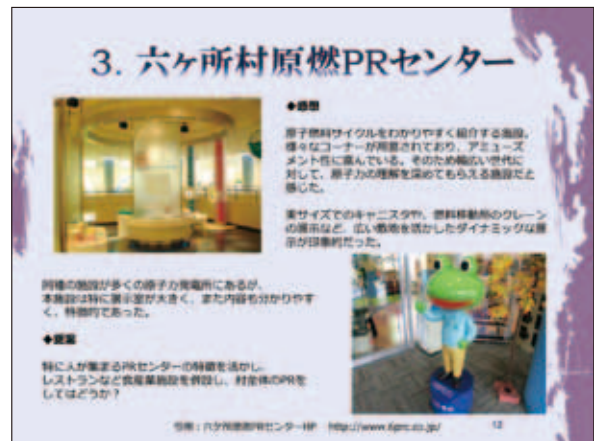 3. 六ヶ所村原燃PRセンター
◆感想
原子燃料サイクルをわかりやすく紹介する施設。
様々なコーナーが用意されており、アミューズ
メント性に富んでいる。そのため幅広い世代に
対して、原子力の理解を深めてもらえる施設だと
感じた。
実サイズでのキャニスタや、燃料移動用のクレーン
の展示など、広い敷地を活かしたダイナミックな展
示が印象的だった。
同種の施設が多くの原子力発電所にあるが、
本施設は特に展示室が大きく、また内容も分かりやす
く、特徴的であった。
◆提案
特に人が集まるPRセンターの特徴を活かし、
レストランなど食産業施設を併設し、村全体のPRを
してはどうか？
引用：六ヶ所原燃PRセンターHP http://www.6prc.co.jp/
12